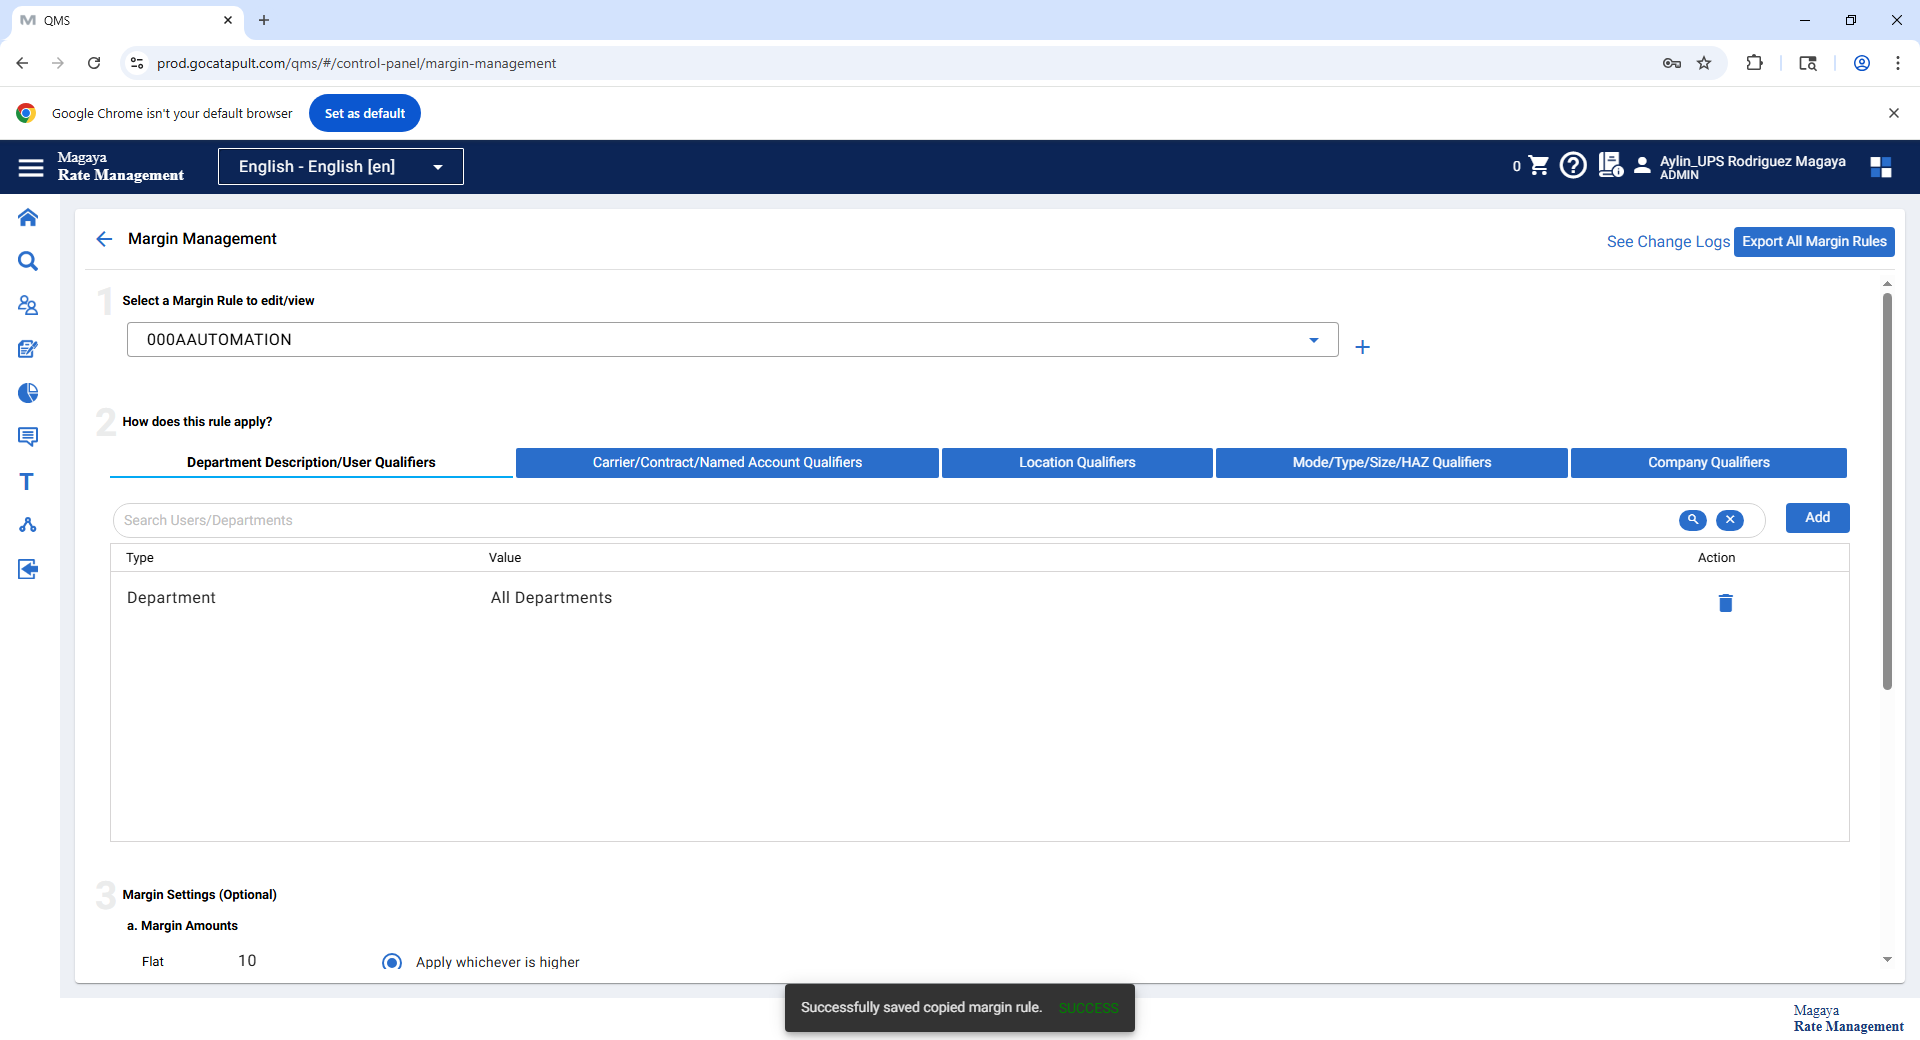 QMS
prod.gocatapult.com/qms/#/control-panel/margin-management
Google Chrome isn't your default browser
Set as default
Magaya
Rate Management
English - English [en]
0
Aylin_UPS Rodriguez Magaya
ADMIN
Margin Management
See Change Logs
Export All Margin Rules
1
Select a Margin Rule to edit/view
000AAUTOMATION
2
How does this rule apply?
Department Description/User Qualifiers
Carrier/Contract/Named Account Qualifiers
Location Qualifiers
Mode/Type/Size/HAZ Qualifiers
Company Qualifiers
Search Users/Departments
Add
Type
Value
Action
Department
All Departments
3
Margin Settings (Optional)
a. Margin Amounts
Flat
10
Apply whichever is higher
Successfully saved copied margin rule.
SUCCESS
Magaya
Rate Management